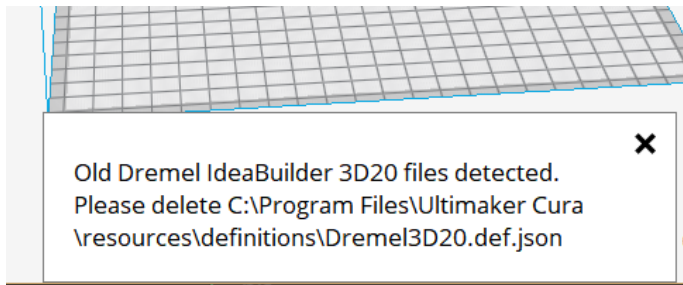 Old Dremel IdeaBuilder 3D20 files detected.
Please delete C:\Program Files\Ultimaker Cura
\resources\definitions\Dremel3D20.def.json